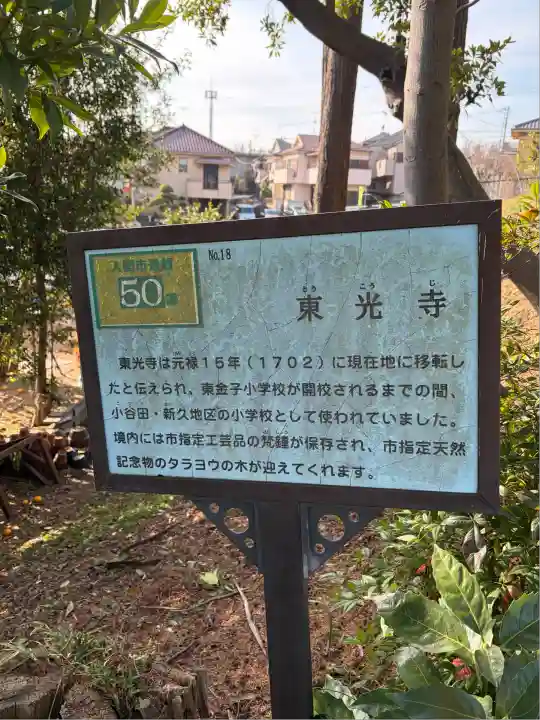 入間市景観
50選
No.18
とう こう じ
東光寺
東光寺は元禄15年（1702）に現在地に移転し
たと伝えられ、東金子小学校が開校されるまでの間、
小谷田・新久地区の小学校として使われていました。
境内には市指定工芸品の梵鐘が保存され、市指定天然
記念物のタラヨウの木が迎えてくれます。